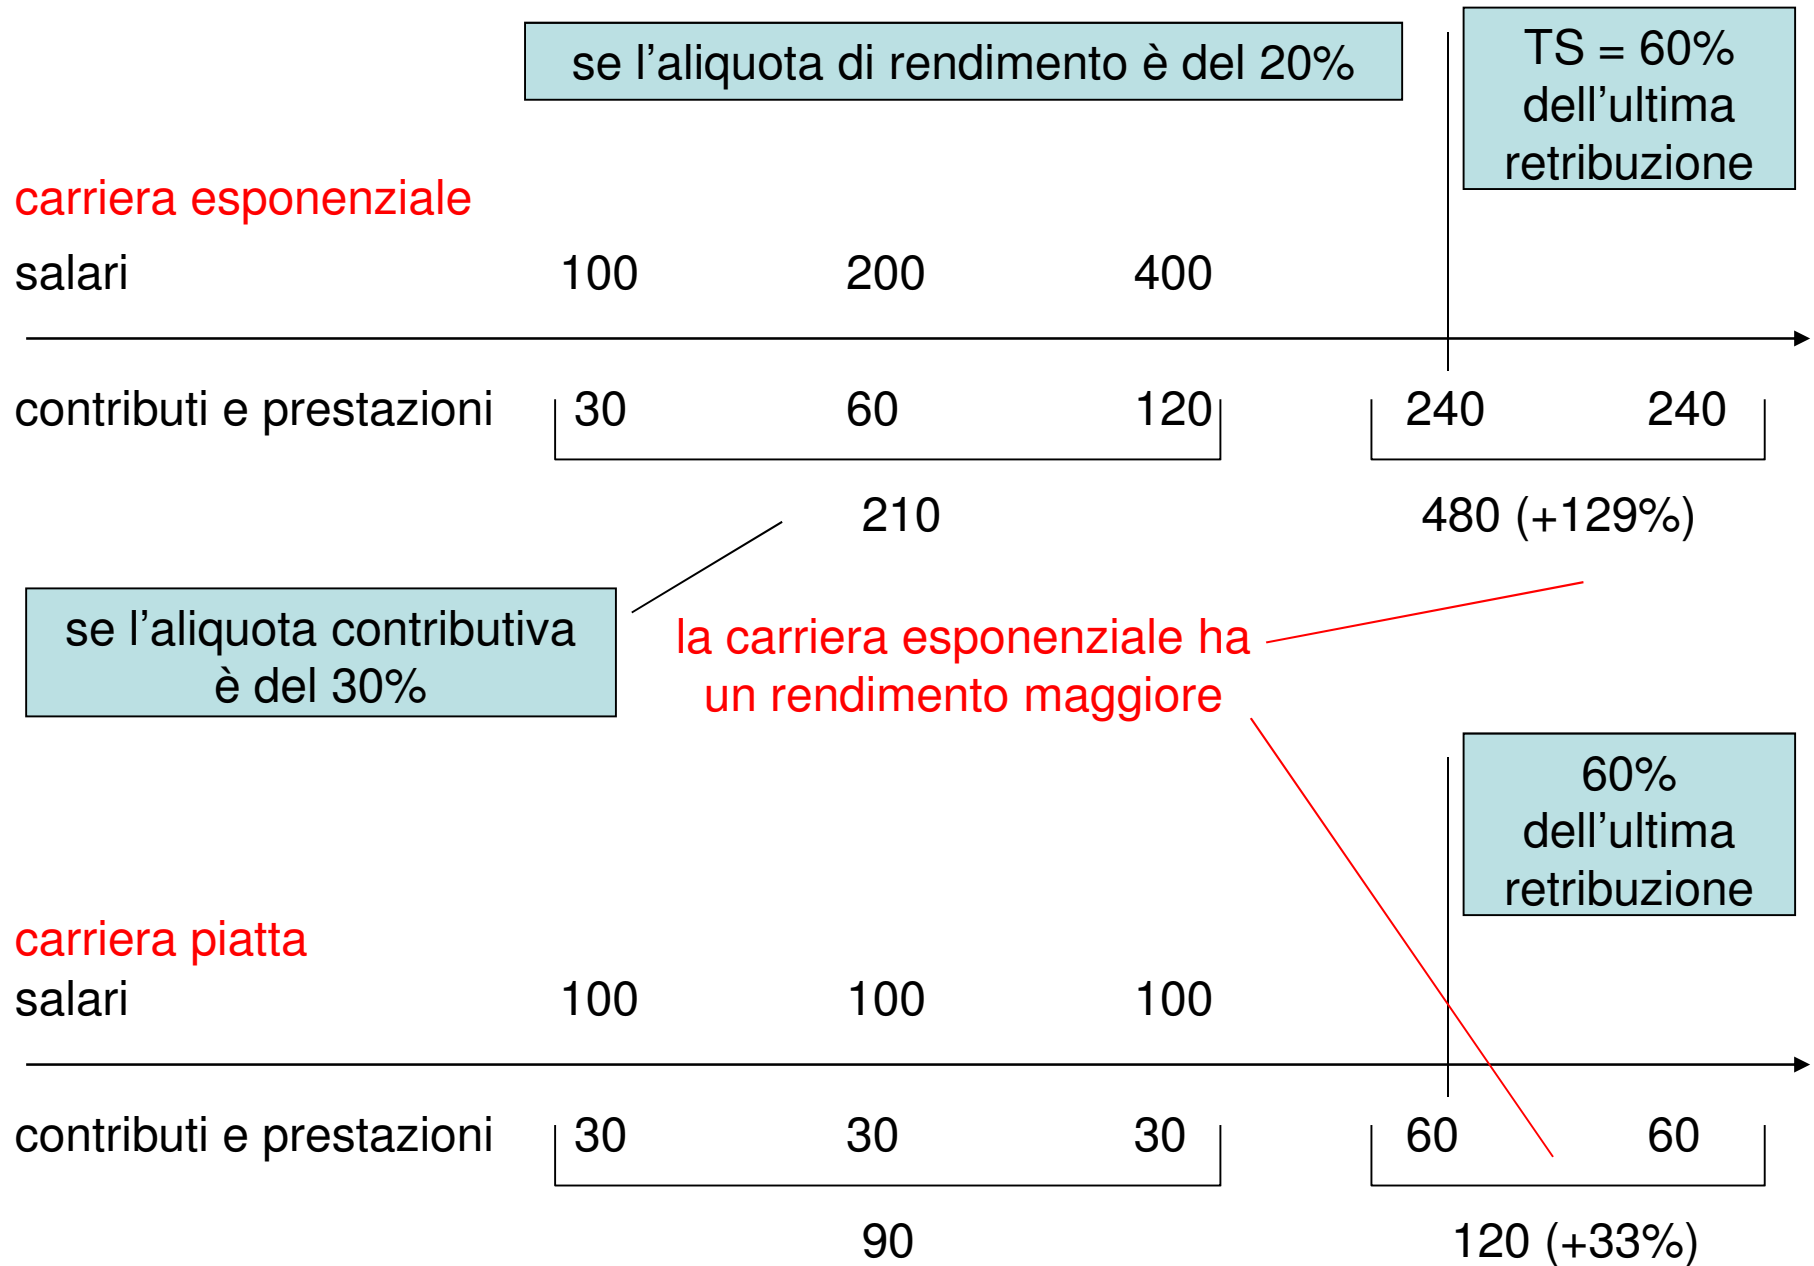 se l'aliquota di rendimento è del 20%
TS = 60%
dell'ultima
retribuzione
carriera esponenziale
salari 100 200 400
contributi e prestazioni 30 60 120 240 240
210 480 (+129%)
se l'aliquota contributiva
è del 30%
la carriera esponenziale ha
un rendimento maggiore
60%
dell'ultima
retribuzione
carriera piatta
salari 100 100 100
contributi e prestazioni 30 30 30 60 60
90 120 (+33%)